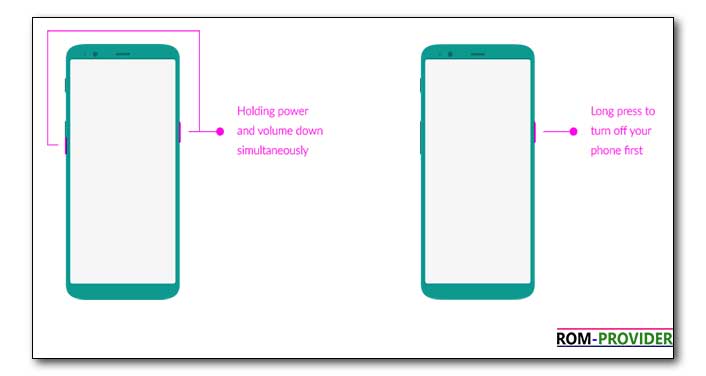 Holding power
and volume down
simultaneously
Long press to
turn off your
phone first
ROM-PROVIDER